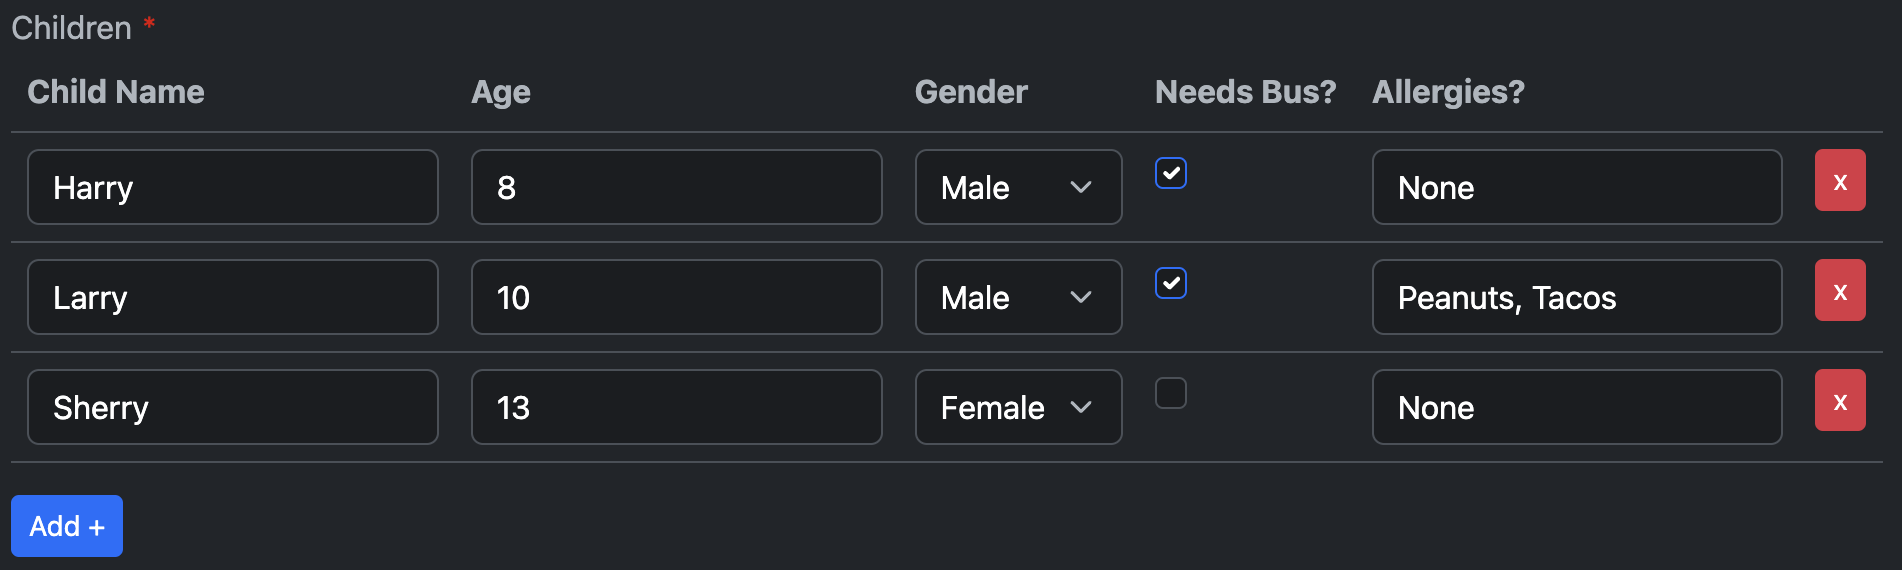 Children *
Child Name Age Gender Needs Bus? Allergies?
Harry 8 Male None x
Larry 10 Male Peanuts, Tacos x
Sherry 13 Female None x
Add +